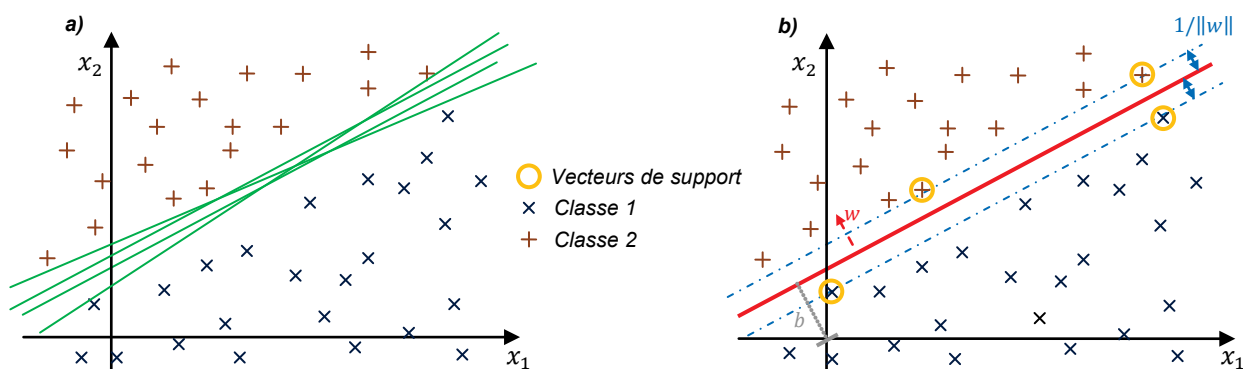 a)
x₂
x₁
Vecteurs de support
Classe 1
Classe 2
b)
1/‖w‖
x₂
w
b
x₁